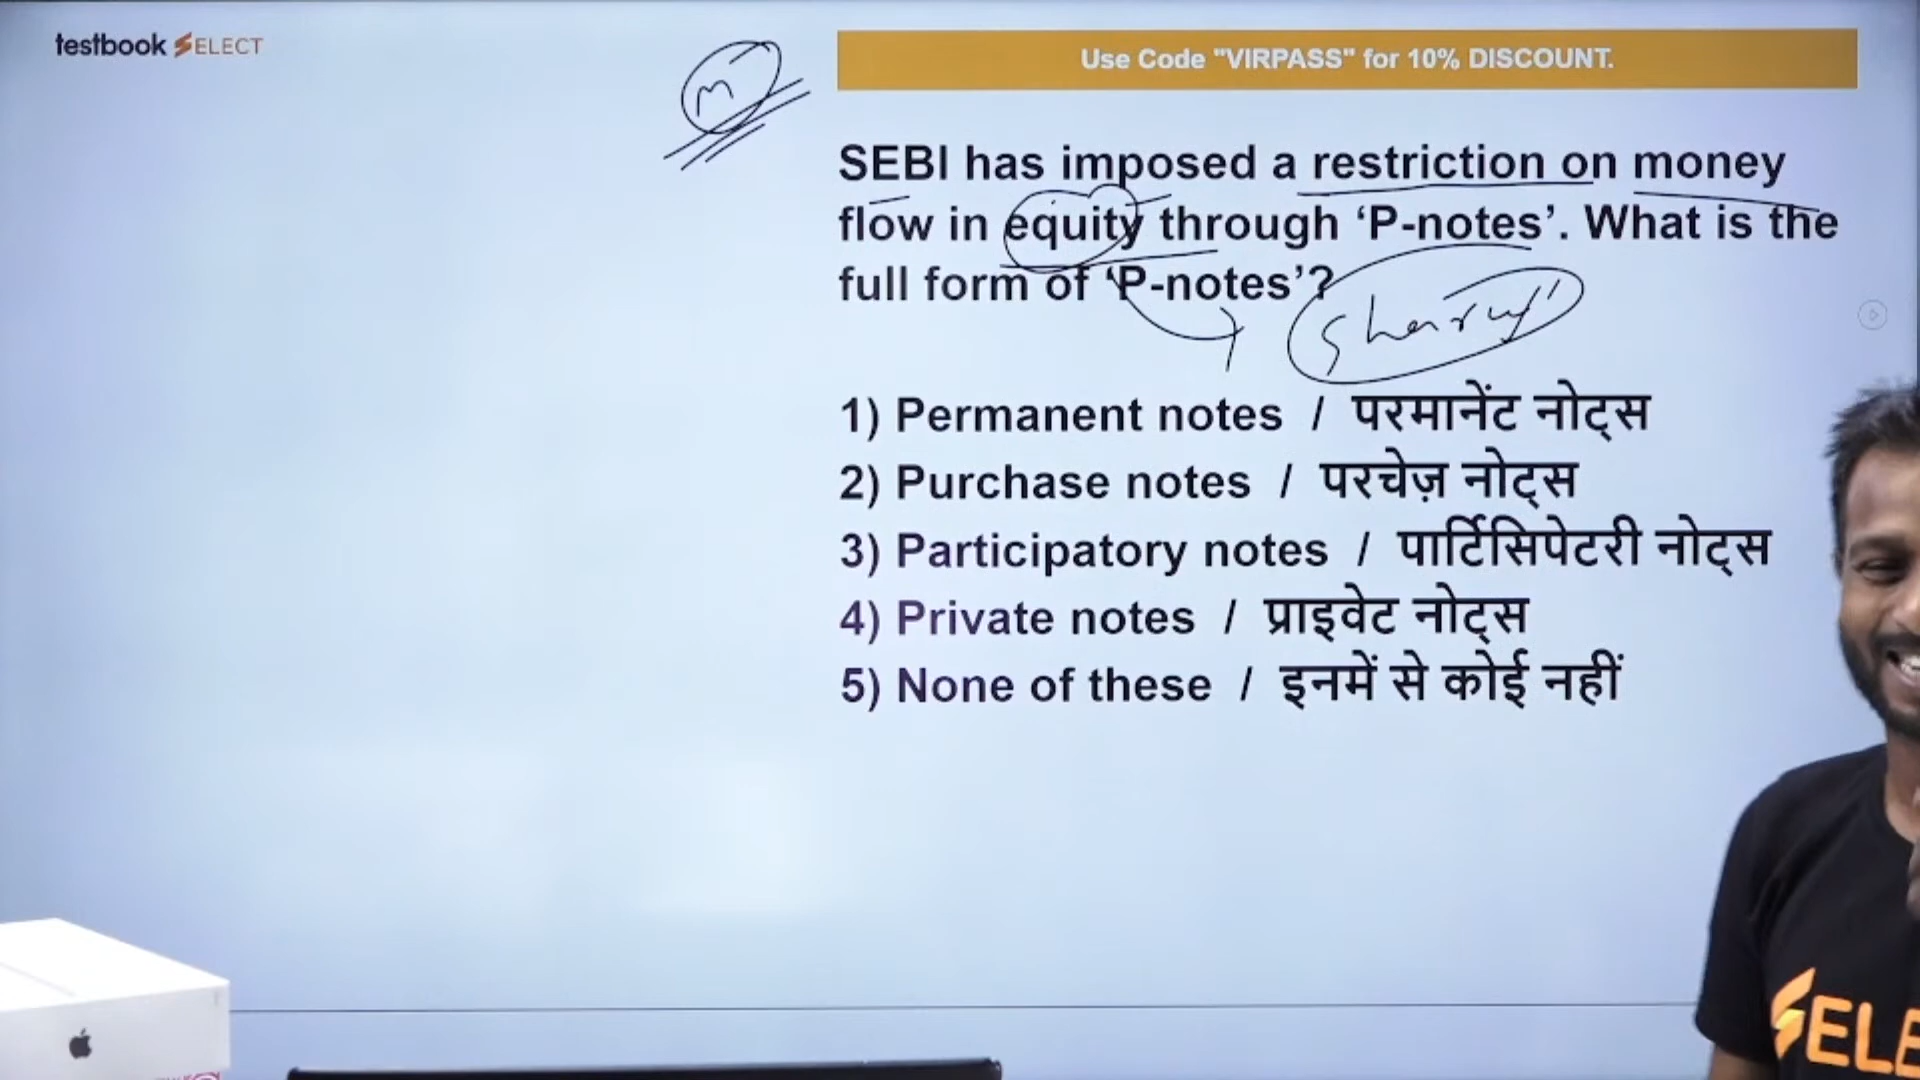 testbook SELECT
Use Code "VIRPASS" for 10% DISCOUNT.
SEBI has imposed a restriction on money
flow in equity through ‘P-notes’. What is the
full form of ‘P-notes’?
1) Permanent notes / परमानेंट नोट्स
2) Purchase notes / परचेज़ नोट्स
3) Participatory notes / पार्टिसिपेटरी नोट्स
4) Private notes / प्राइवेट नोट्स
5) None of these / इनमें से कोई नहीं